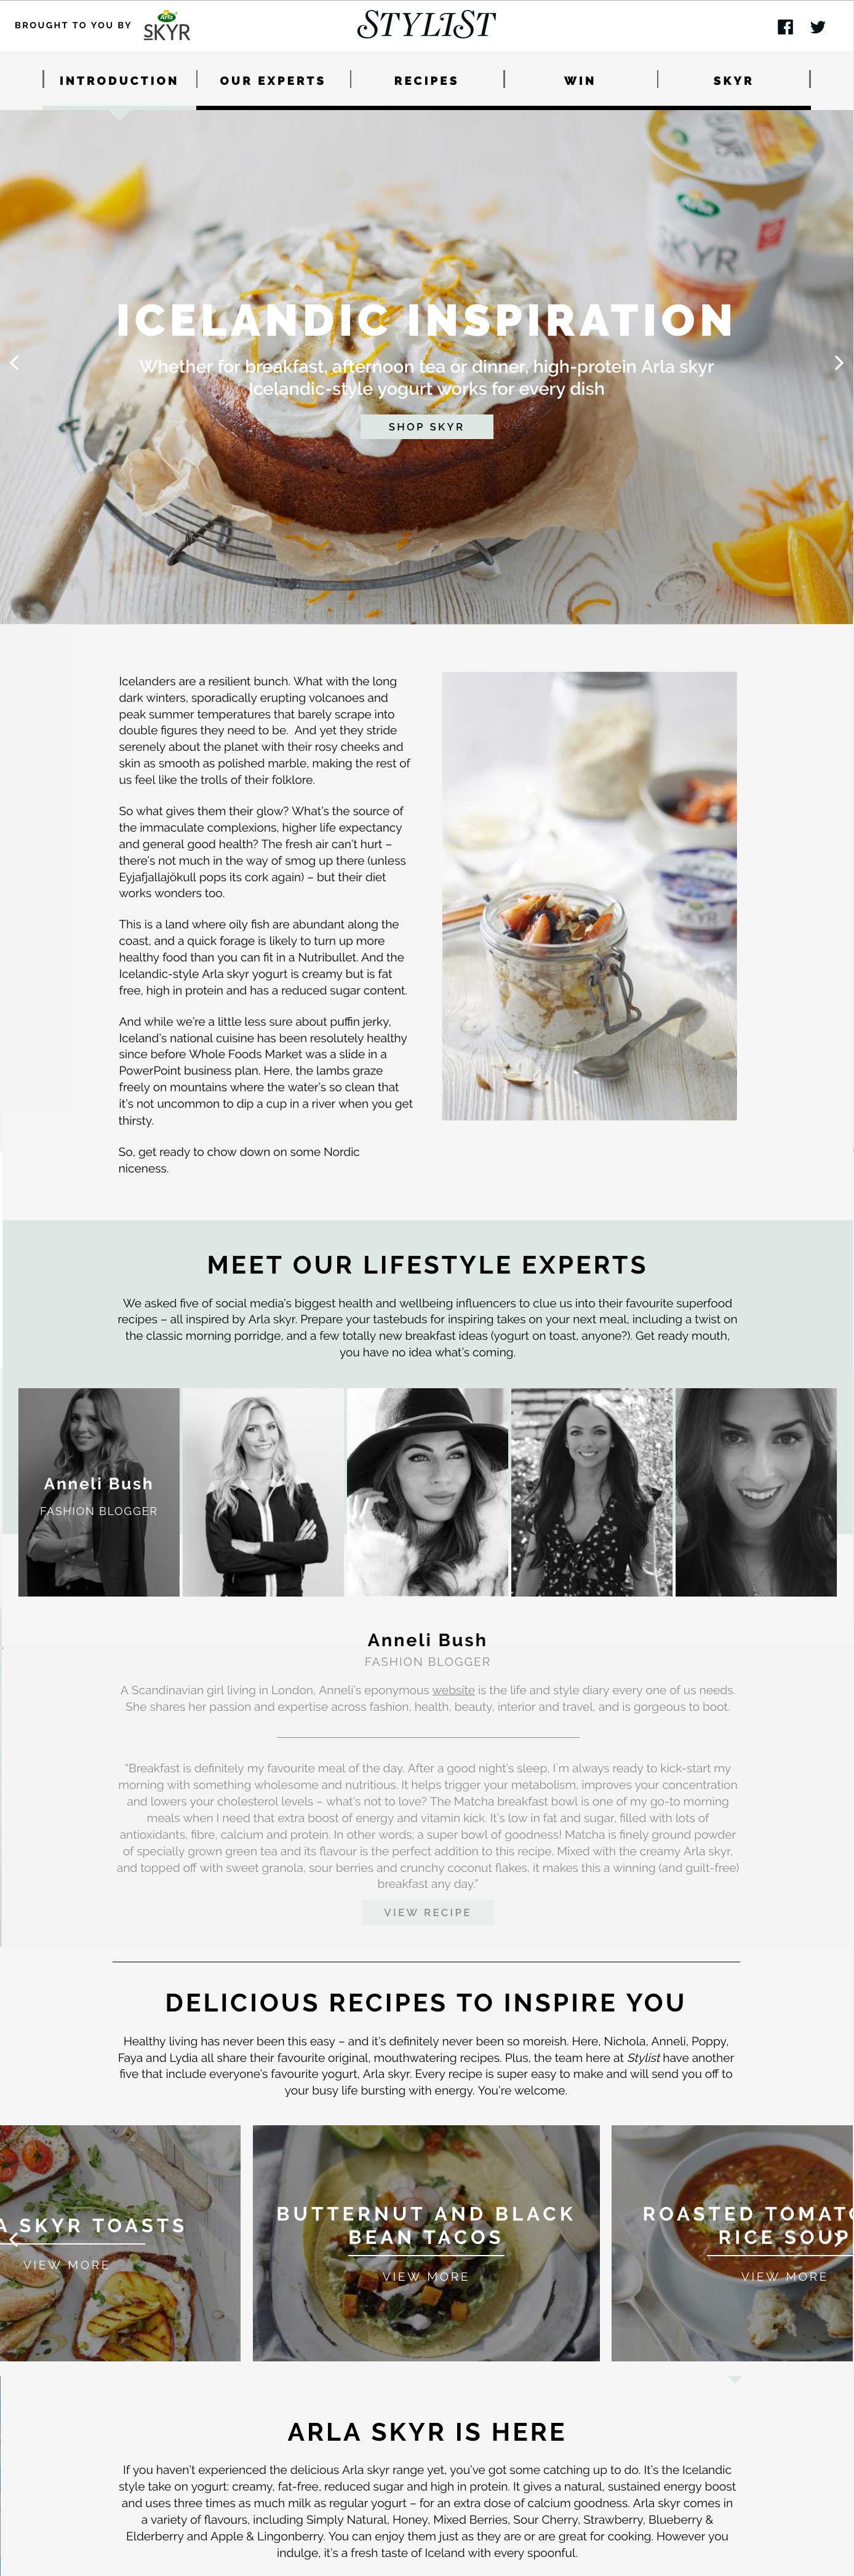 BROUGHT TO YOU BY
Arla
SKYR
STYLIST
INTRODUCTION
OUR EXPERTS
RECIPES
WIN
SKYR
Arla
SKYR
ICELANDIC INSPIRATION
Whether for breakfast, afternoon tea or dinner, high-protein Arla skyr
Icelandic-style yogurt works for every dish
SHOP SKYR
Icelanders are a resilient bunch. What with the long
dark winters, sporadically erupting volcanoes and
peak summer temperatures that barely scrape into
double figures they need to be. And yet they stride
serenely about the planet with their rosy cheeks and
skin as smooth as polished marble, making the rest of
us feel like the trolls of their folklore.
So what gives them their glow? What's the source of
the immaculate complexions, higher life expectancy
and general good health? The fresh air can't hurt –
there's not much in the way of smog up there (unless
Eyjafjallajökull pops its cork again) – but their diet
works wonders too.
This is a land where oily fish are abundant along the
coast, and a quick forage is likely to turn up more
healthy food than you can fit in a Nutribullet. And the
Icelandic-style Arla skyr yogurt is creamy but is fat
free, high in protein and has a reduced sugar content.
And while we're a little less sure about puffin jerky,
Iceland's national cuisine has been resolutely healthy
since before Whole Foods Market was a slide in a
PowerPoint business plan. Here, the lambs graze
freely on mountains where the water's so clean that
it's not uncommon to dip a cup in a river when you get
thirsty.
So, get ready to chow down on some Nordic
niceness.
SKYR
MEET OUR LIFESTYLE EXPERTS
We asked five of social media's biggest health and wellbeing influencers to clue us into their favourite superfood
recipes – all inspired by Arla skyr. Prepare your tastebuds for inspiring takes on your next meal, including a twist on
the classic morning porridge, and a few totally new breakfast ideas (yogurt on toast, anyone?). Get ready mouth,
you have no idea what's coming.
Anneli Bush
FASHION BLOGGER
Anneli Bush
FASHION BLOGGER
A Scandinavian girl living in London, Anneli's eponymous website is the life and style diary every one of us needs.
She shares her passion and expertise across fashion, health, beauty, interior and travel, and is gorgeous to boot.
"Breakfast is definitely my favourite meal of the day. After a good night's sleep, I'm always ready to kick-start my
morning with something wholesome and nutritious. It helps trigger your metabolism, improves your concentration
and lowers your cholesterol levels – what's not to love? The Matcha breakfast bowl is one of my go-to morning
meals when I need that extra boost of energy and vitamin kick. It's low in fat and sugar, filled with lots of
antioxidants, fibre, calcium and protein. In other words; a super bowl of goodness! Matcha is finely ground powder
of specially grown green tea and its flavour is the perfect addition to this recipe. Mixed with the creamy Arla skyr,
and topped off with sweet granola, sour berries and crunchy coconut flakes, it makes this a winning (and guilt-free)
breakfast any day."
VIEW RECIPE
DELICIOUS RECIPES TO INSPIRE YOU
Healthy living has never been this easy – and it's definitely never been so moreish. Here, Nichola, Anneli, Poppy,
Faya and Lydia all share their favourite original, mouthwatering recipes. Plus, the team here at Stylist have another
five that include everyone's favourite yogurt, Arla skyr. Every recipe is super easy to make and will send you off to
your busy life bursting with energy. You're welcome.
A SKYR TOASTS
VIEW MORE
BUTTERNUT AND BLACK
BEAN TACOS
VIEW MORE
ROASTED TOMATO
RICE SOUP
VIEW MORE
ARLA SKYR IS HERE
If you haven't experienced the delicious Arla skyr range yet, you've got some catching up to do. It's the Icelandic
style take on yogurt: creamy, fat-free, reduced sugar and high in protein. It gives a natural, sustained energy boost
and uses three times as much milk as regular yogurt – for an extra dose of calcium goodness. Arla skyr comes in
a variety of flavours, including Simply Natural, Honey, Mixed Berries, Sour Cherry, Strawberry, Blueberry &
Elderberry and Apple & Lingonberry. You can enjoy them just as they are or are great for cooking. However you
indulge, it's a fresh taste of Iceland with every spoonful.